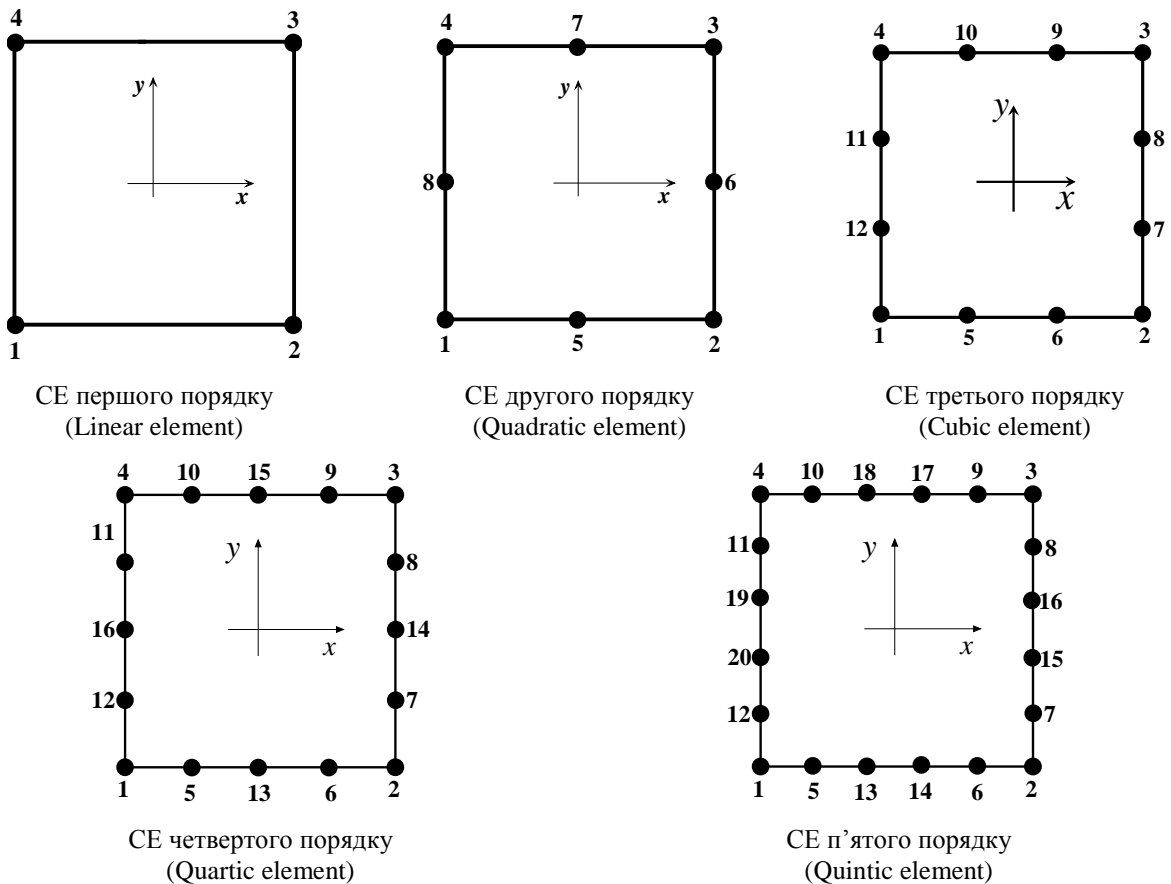 4 3
y
x
1 2
СЕ першого порядку
(Linear element)
4 7 3
y
8 6
x
1 5 2
СЕ другого порядку
(Quadratic element)
4 10 9 3
y
11 8
x
12 7
1 5 6 2
СЕ третього порядку
(Cubic element)
4 10 15 9 3
11
y 8
16 14
x
12 7
1 5 13 6 2
СЕ четвертого порядку
(Quartic element)
4 10 18 17 9 3
11 y 8
19 16
x
20 15
12 7
1 5 13 14 6 2
СЕ п’ятого порядку
(Quintic element)